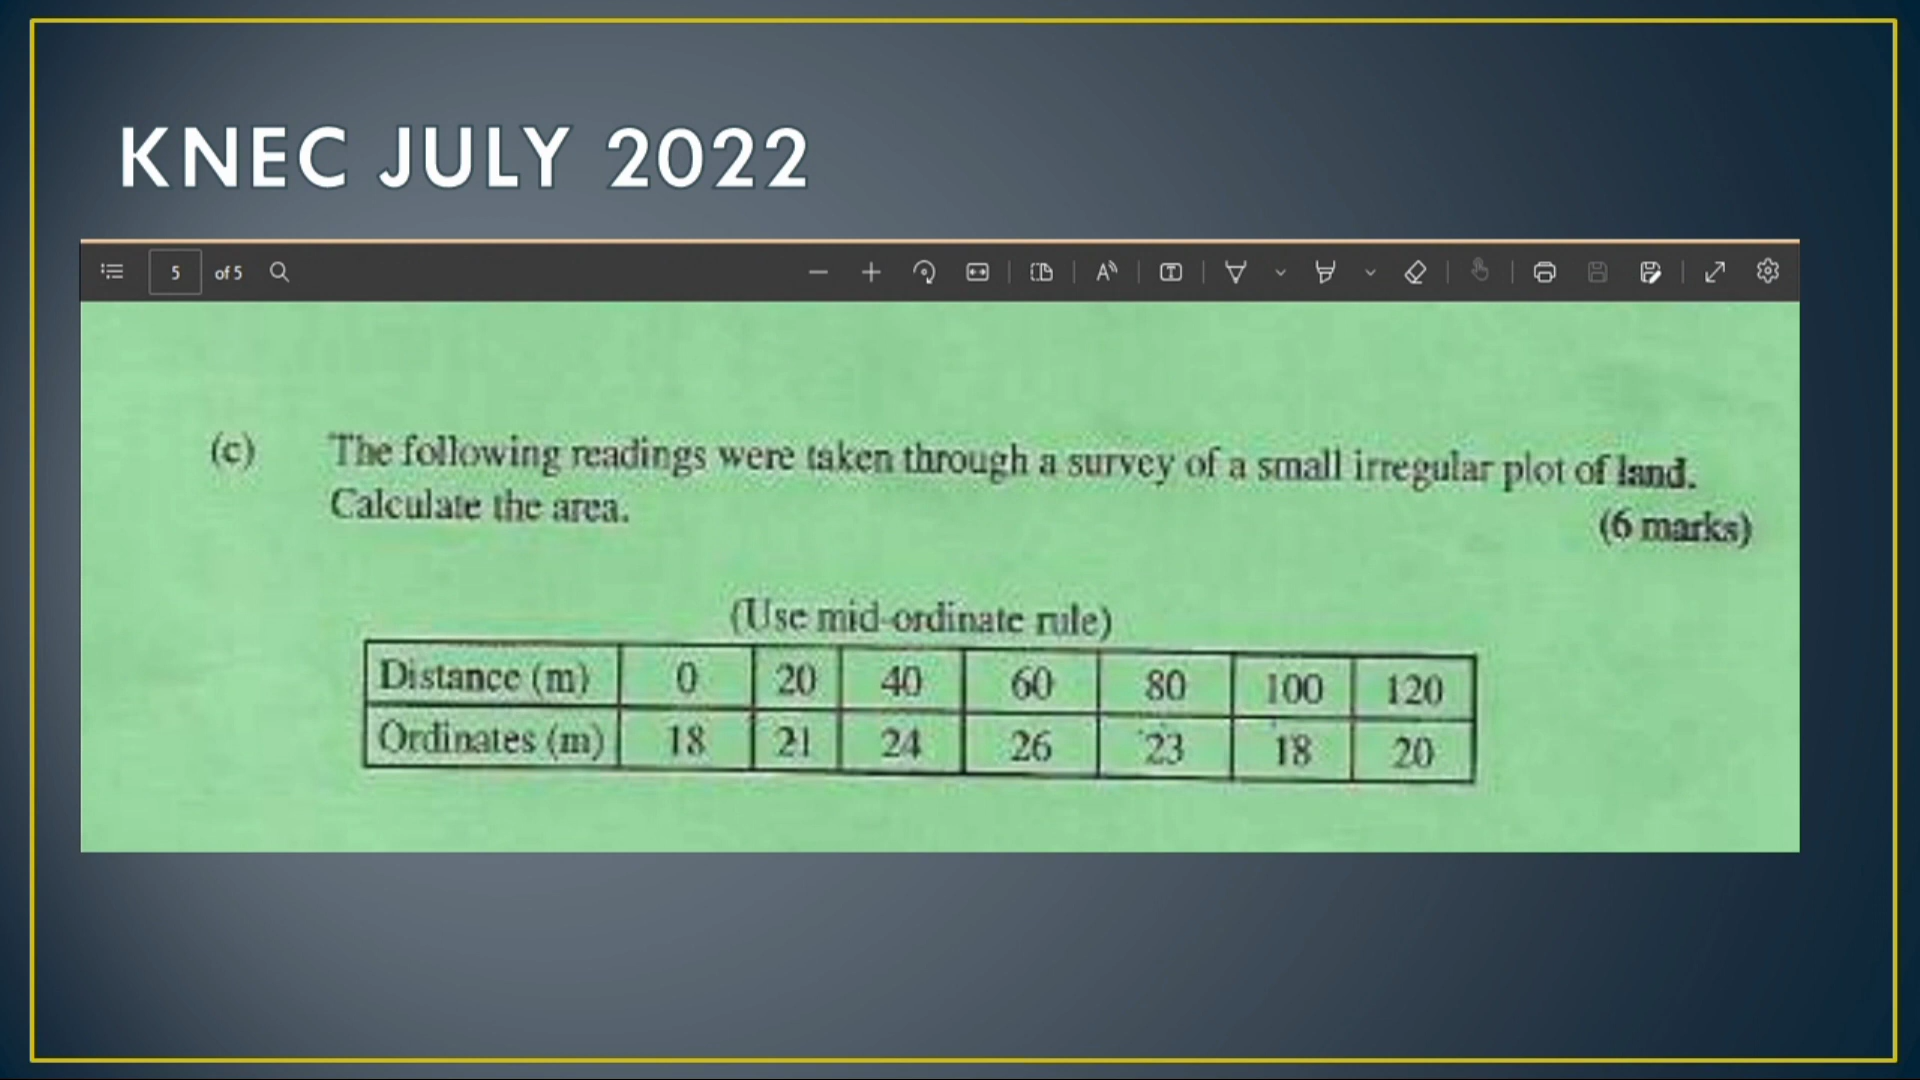 KNEC JULY 2022
5 of 5
(c) The following readings were taken through a survey of a small irregular plot of land.
Calculate the area.
(6 marks)
(Use mid-ordinate rule)
Distance (m) 0 20 40 60 80 100 120
Ordinates (m) 18 21 24 26 23 18 20